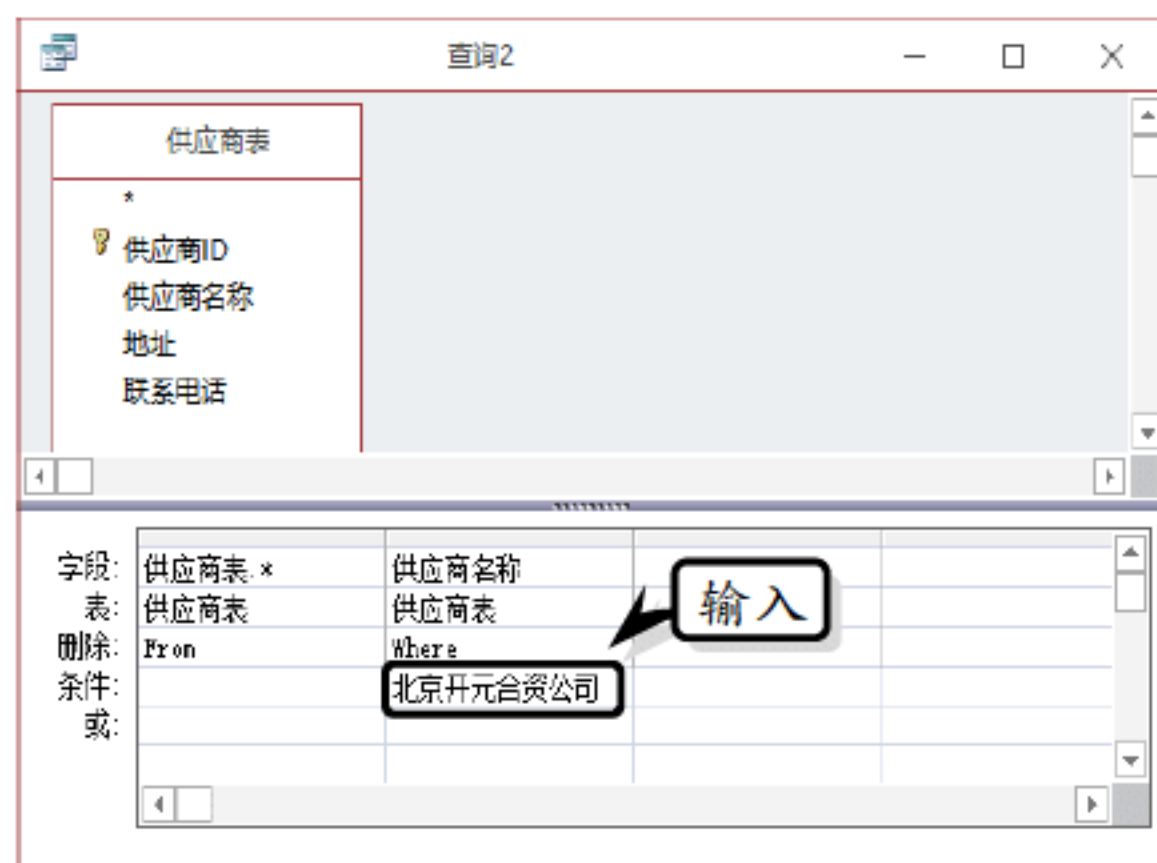 查询2
供应商表
*
供应商ID
供应商名称
地址
联系电话
字段: 供应商表.* 供应商名称
表: 供应商表 供应商表
删除: From Where
条件: 北京开元合资公司
或:
输入